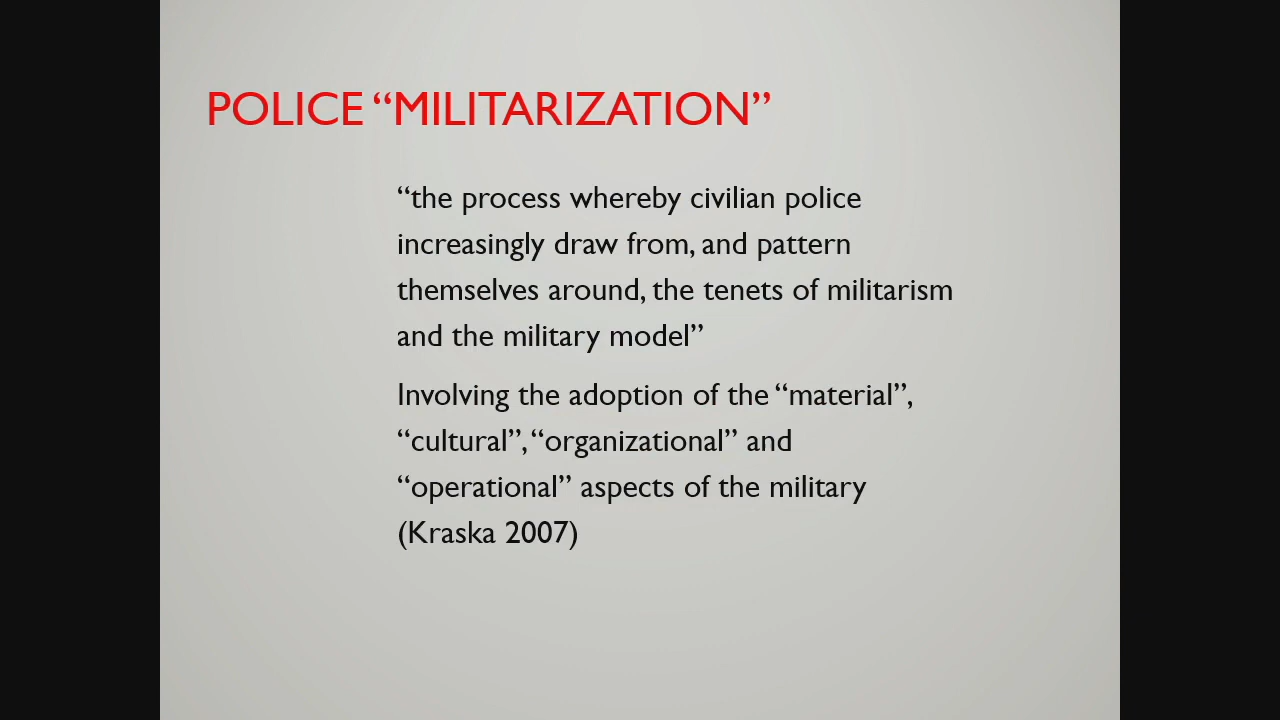 POLICE “MILITARIZATION”
“the process whereby civilian police
increasingly draw from, and pattern
themselves around, the tenets of militarism
and the military model”
Involving the adoption of the “material”,
“cultural”, “organizational” and
“operational” aspects of the military
(Kraska 2007)